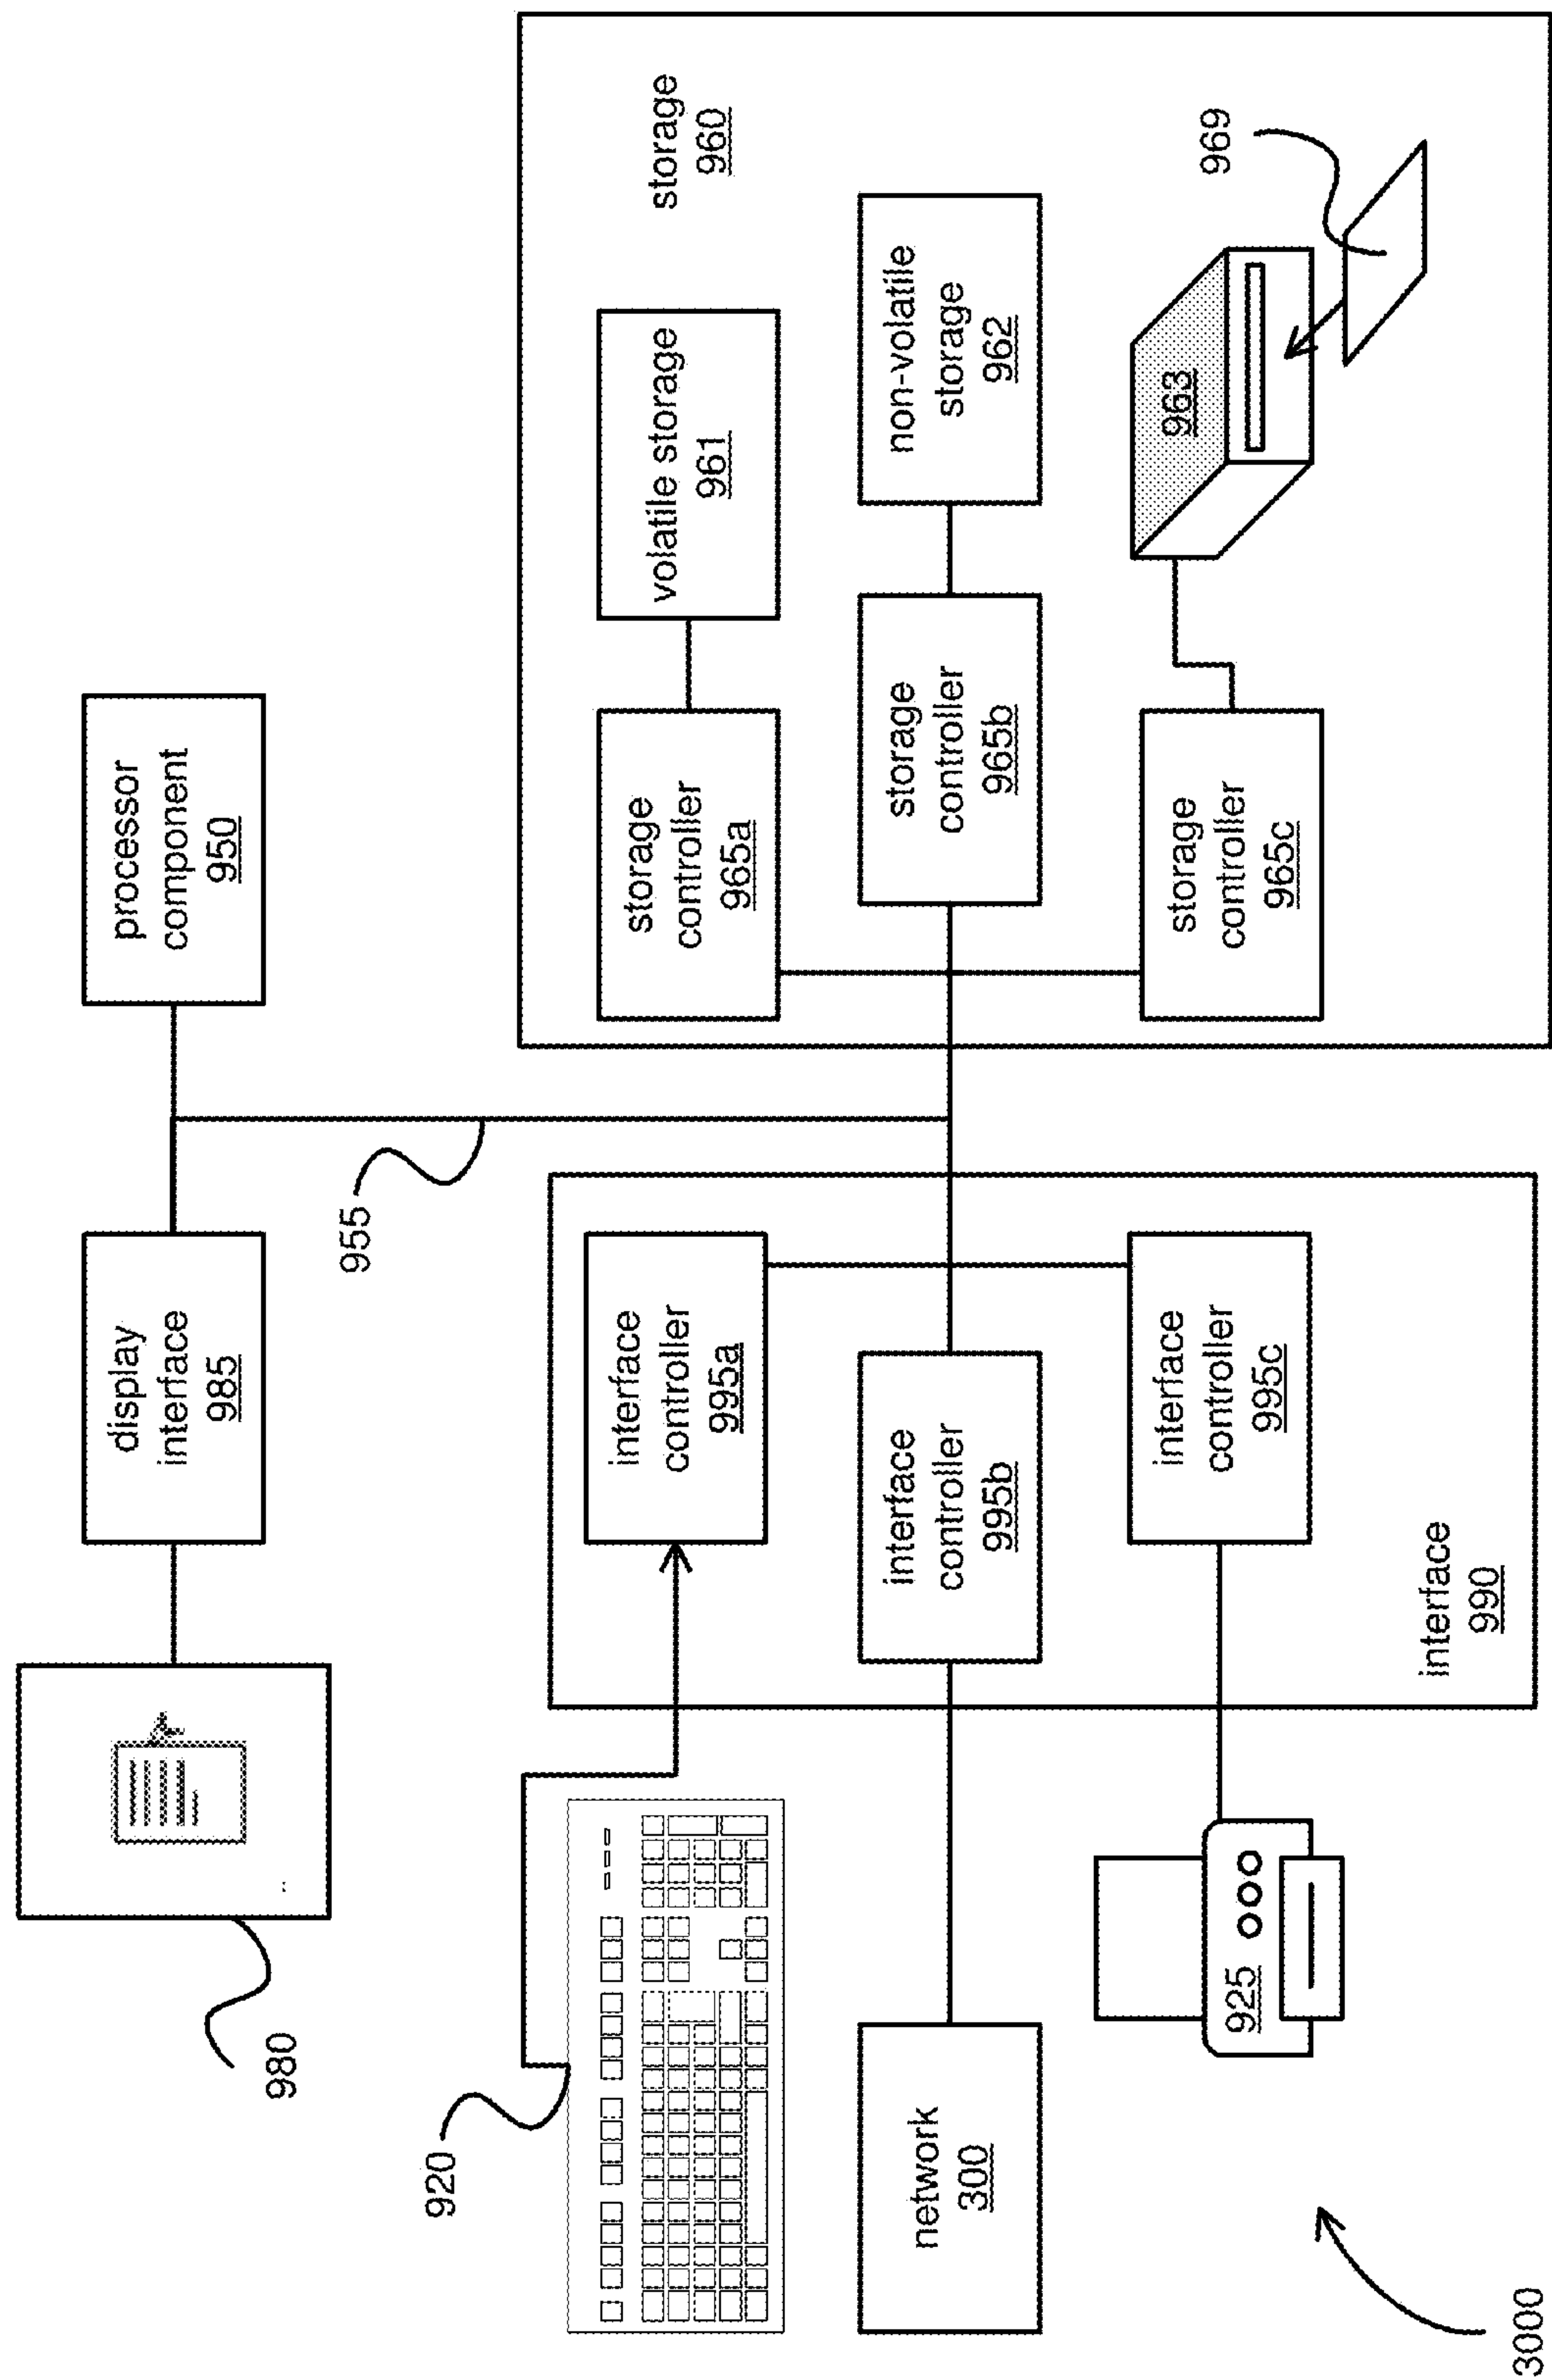 980
display
interface
985
processor
component
950
955
920
network
300
925
interface
controller
995a
interface
controller
995b
interface
controller
995c
interface
990
storage
960
storage
controller
965a
volatile storage
961
storage
controller
965b
non-volatile
storage
962
storage
controller
965c
963
969
3000